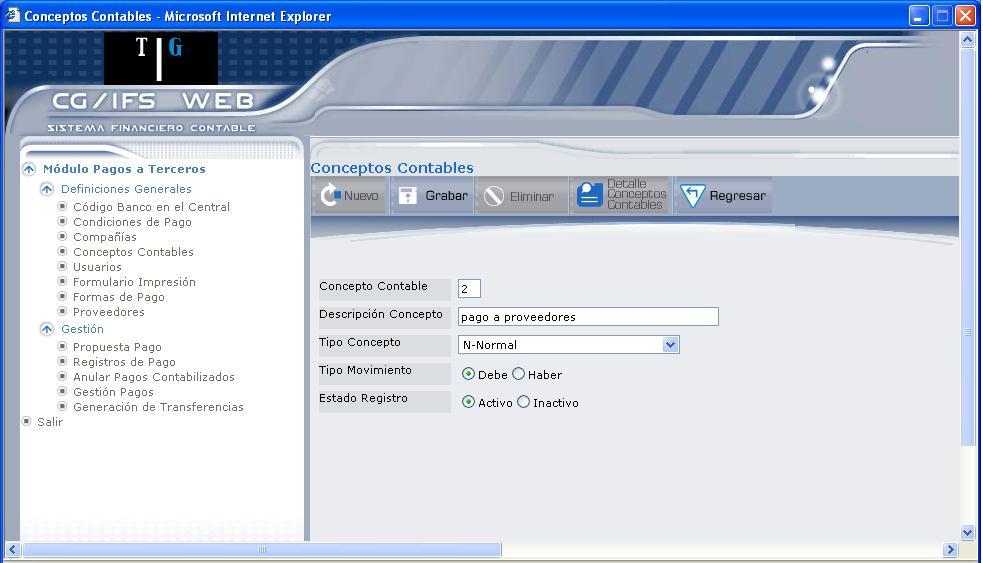 Conceptos Contables - Microsoft Internet Explorer
T G
CG/IFS WEB
SISTEMA FINANCIERO CONTABLE
Módulo Pagos a Terceros
Definiciones Generales
Código Banco en el Central
Condiciones de Pago
Compañías
Conceptos Contables
Usuarios
Formulario Impresión
Formas de Pago
Proveedores
Gestión
Propuesta Pago
Registros de Pago
Anular Pagos Contabilizados
Gestión Pagos
Generación de Transferencias
Salir
Conceptos Contables
Nuevo
Grabar
Eliminar
Detalle
Conceptos
Contables
Regresar
Concepto Contable 2
Descripción Concepto pago a proveedores
Tipo Concepto N-Normal
Tipo Movimiento Debe Haber
Estado Registro Activo Inactivo